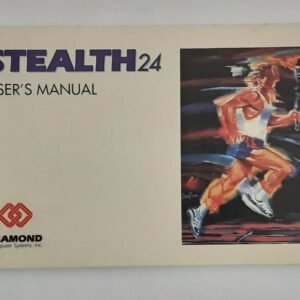 STEALTH24
SER'S MANUAL
AMOND
puter Systems, Inc.